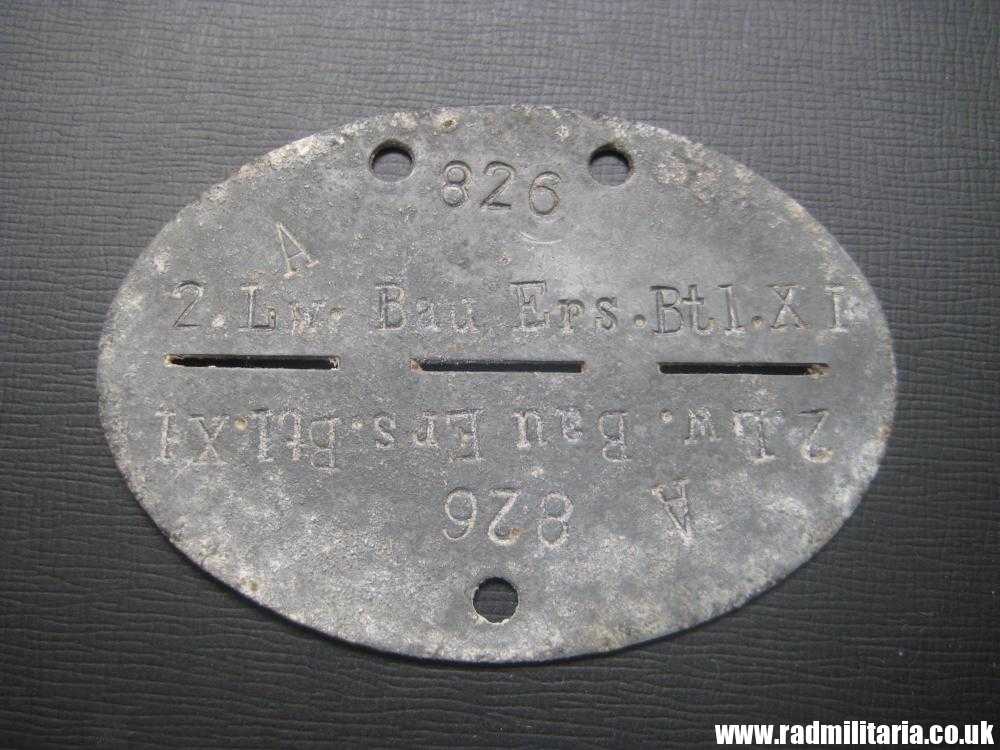 826
A
2. Lw. Bau Ers. Btl. XI
2. Lw. Bau Ers. Btl. XI
A
826
www.radmilitaria.co.uk